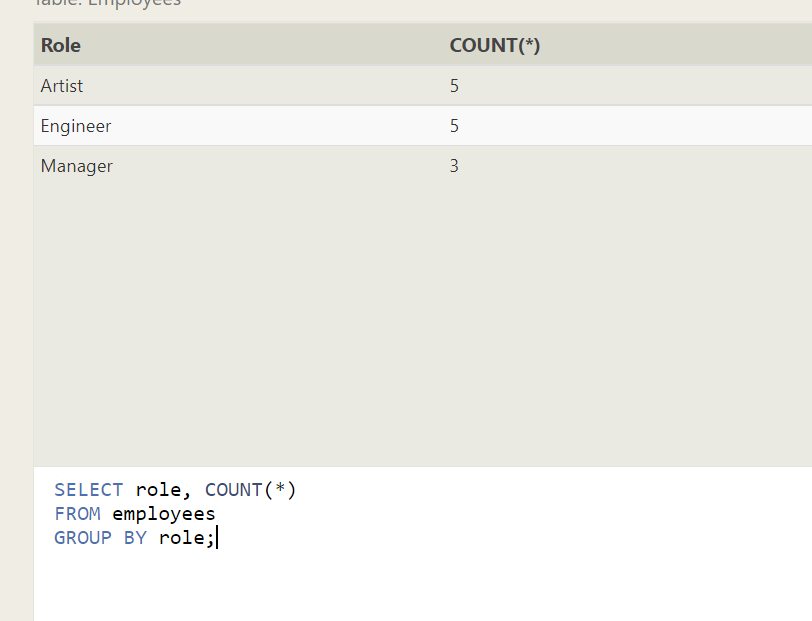 Table: Employees
Role COUNT(*)
Artist 5
Engineer 5
Manager 3
SELECT role, COUNT(*)
FROM employees
GROUP BY role;